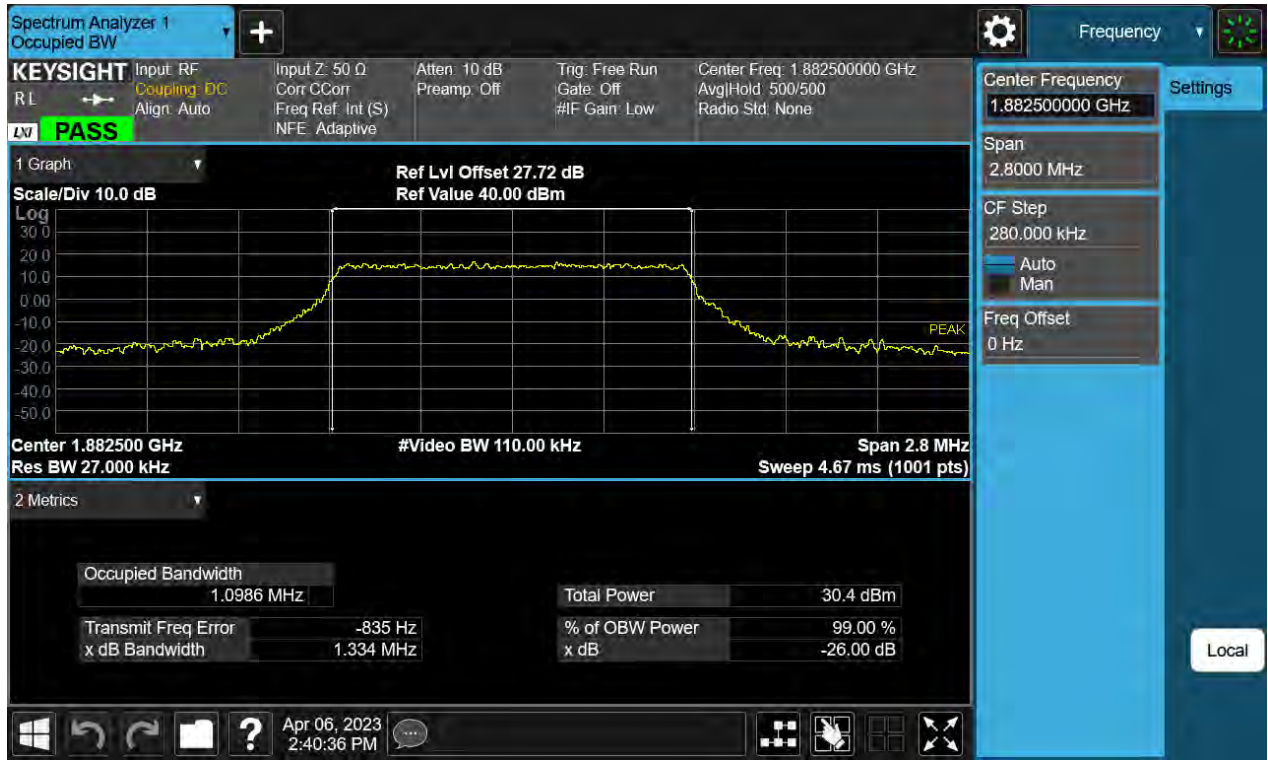 Spectrum Analyzer 1
Occupied BW
Frequency
KEYSIGHT
RL
LXI
PASS
Input: RF
Coupling: DC
Align: Auto
Input Z: 50 Ω
Corr CCorr
Freq Ref: Int (S)
NFE: Adaptive
Atten: 10 dB
Preamp: Off
Trig: Free Run
Gate: Off
#IF Gain: Low
Center Freq: 1.882500000 GHz
Avg|Hold: 500/500
Radio Std: None
Center Frequency
1.882500000 GHz
Settings
Span
2.8000 MHz
CF Step
280.000 kHz
Auto
Man
Freq Offset
0 Hz
1 Graph
Scale/Div 10.0 dB
Ref Lvl Offset 27.72 dB
Ref Value 40.00 dBm
Log
30.0
20.0
10.0
0.00
-10.0
-20.0
-30.0
-40.0
-50.0
PEAK
Center 1.882500 GHz
#Video BW 110.00 kHz
Span 2.8 MHz
Res BW 27.000 kHz
Sweep 4.67 ms (1001 pts)
2 Metrics
Occupied Bandwidth
1.0986 MHz
Total Power 30.4 dBm
Transmit Freq Error -835 Hz
% of OBW Power 99.00 %
x dB Bandwidth 1.334 MHz
x dB -26.00 dB
Local
?
Apr 06, 2023
2:40:36 PM